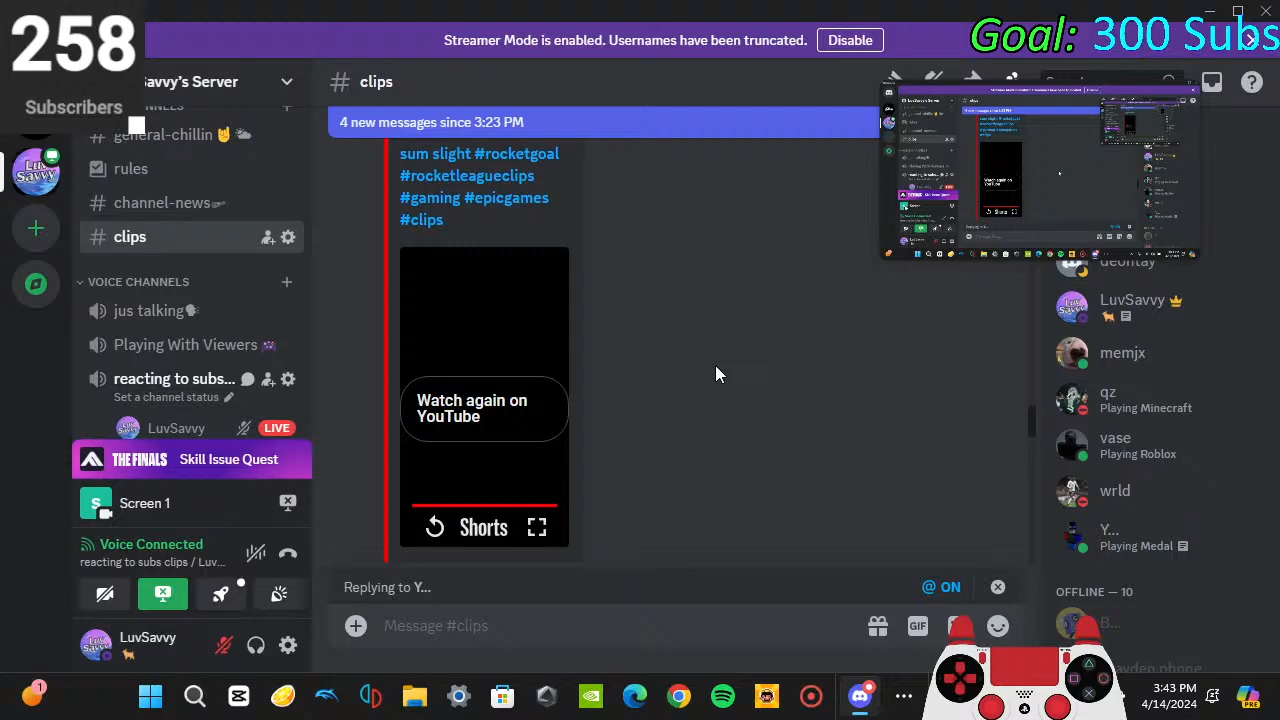 258
Subscribers
Streamer Mode is enabled. Usernames have been truncated.
Disable
Goal: 300 Subs
Savvy's Server
clips
4 new messages since 3:23 PM
general-chillin
rules
channel-news
clips
VOICE CHANNELS
jus talking
Playing With Viewers
reacting to subs...
Set a channel status
LuvSavvy
LIVE
THE FINALS Skill Issue Quest
Screen 1
Voice Connected
reacting to subs clips / Luv...
LuvSavvy
sum slight #rocketgoal
#rocketleagueclips
#gaming #epicgames
#clips
Watch again on
YouTube
Shorts
Replying to Y...
@ ON
Message #clips
GIF
deontay
LuvSavvy
memjx
qz
Playing Minecraft
vase
Playing Roblox
wrld
Y...
Playing Medal
OFFLINE — 10
B...
3:43 PM
4/14/2024